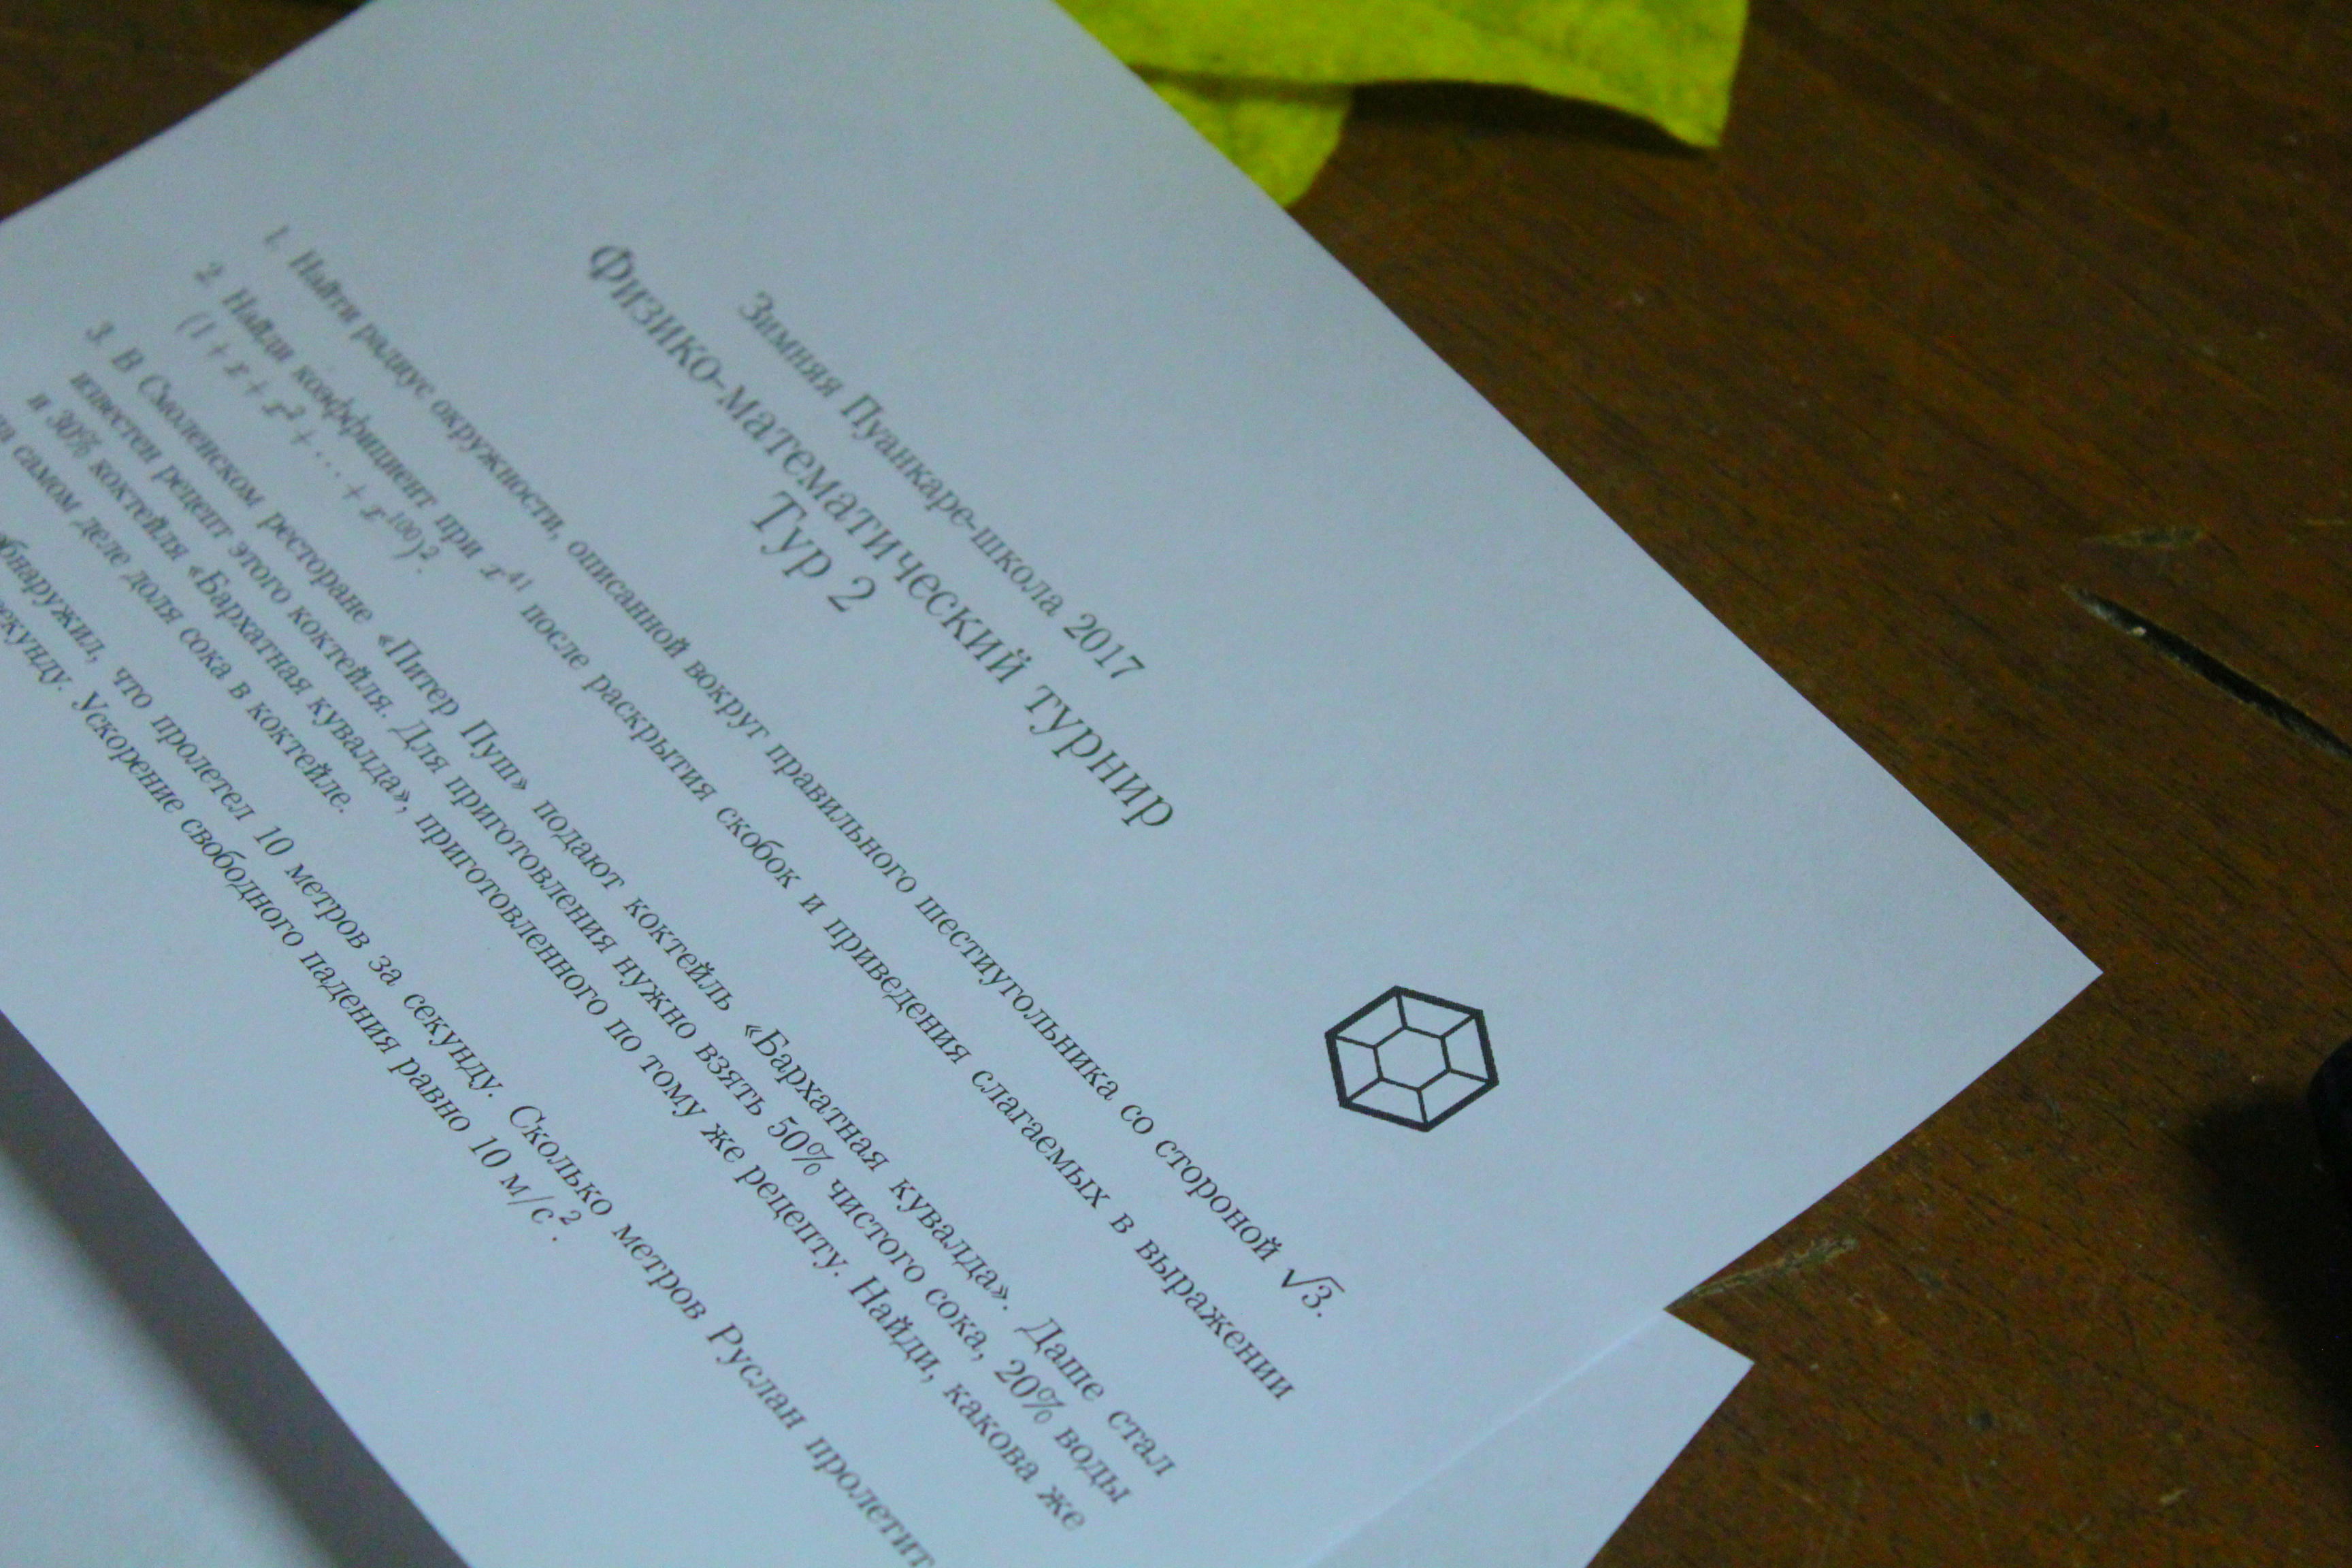 Зимняя Пуанкаре-школа 2017
Физико-математический турнир
Тур 2
1. Найти радиус окружности, описанной вокруг правильного шестиугольника со стороной √3.
2. Найди коэффициент при x⁴¹ после раскрытия скобок и приведения слагаемых в выражении
(1 + x + x² + ... + x¹⁰⁰)².
3. В Смоленском ресторане «Питер Пуш» подают коктейль «Бархатная кувалда». Даше стал
известен рецепт этого коктейля. Для приготовления нужно взять 50% чистого сока, 20% воды
и 30% коктейля «Бархатная кувалда», приготовленного по тому же рецепту. Найди, какова же
самом деле доля сока в коктейле.
обнаружил, что пролетел 10 метров за секунду. Сколько метров Руслан пролетит
секунду. Ускорение свободного падения равно 10 м/с².